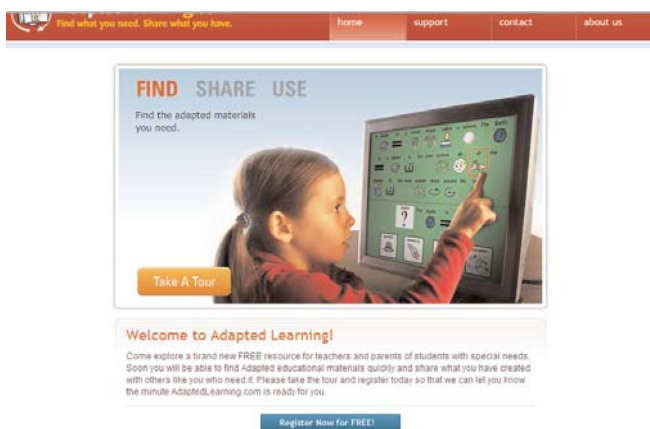 Find what you need. Share what you have.
home support contact about us
FIND SHARE USE
Find the adapted materials
you need.
Take A Tour
Welcome to Adapted Learning!
Come explore a brand new FREE resource for teachers and parents of students with special needs.
Soon you will be able to find Adapted educational materials quickly and share what you have created
with others like you who need it. Please take the tour and register today so that we can let you know
the minute AdaptedLearning.com is ready for you.
Register Now for FREE!